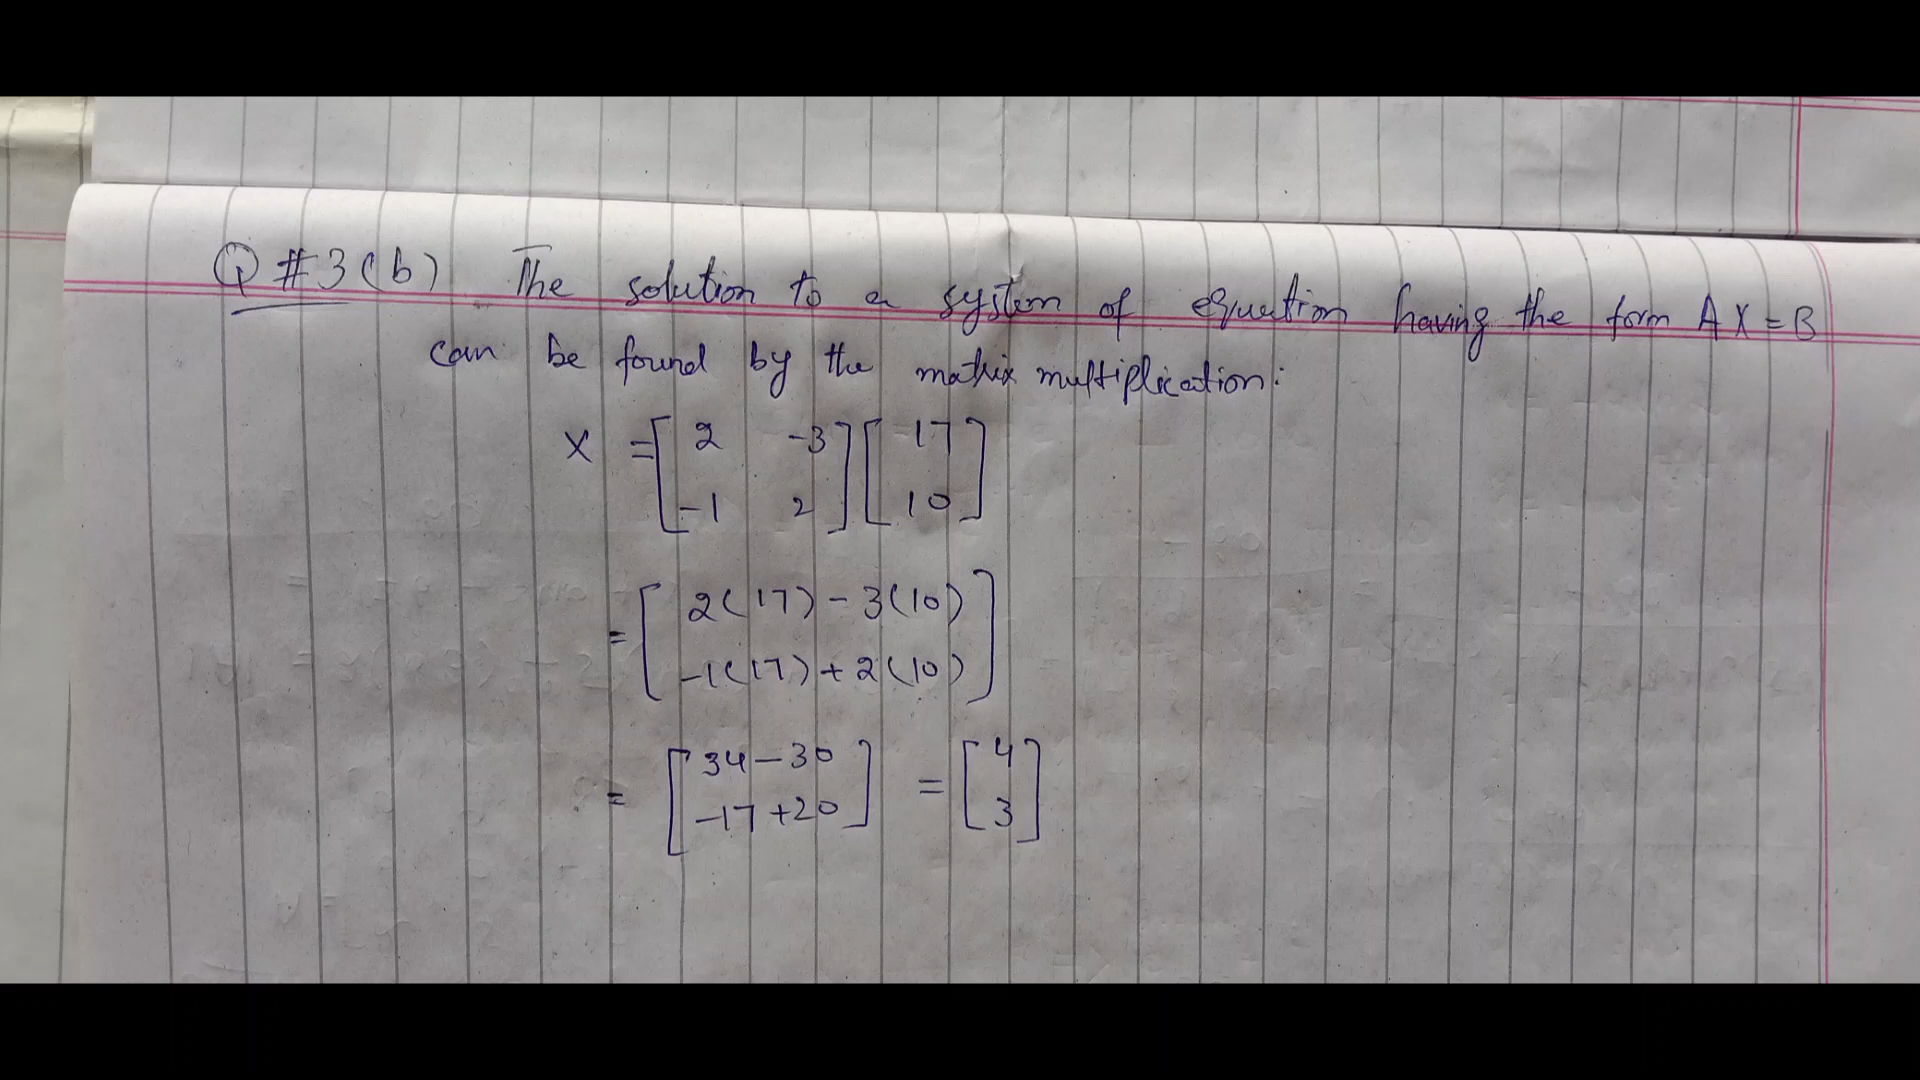 Q # 3 (b) The solution to a system of equation having the form AX = B
can be found by the matrix multiplication:
X = [ 2 -3 ] [ 17 ]
[ -1 2 ] [ 10 ]
= [ 2(17) - 3(10) ]
[ -1(17) + 2(10) ]
= [ 34 - 30 ] = [ 4 ]
[ -17 + 20 ] [ 3 ]